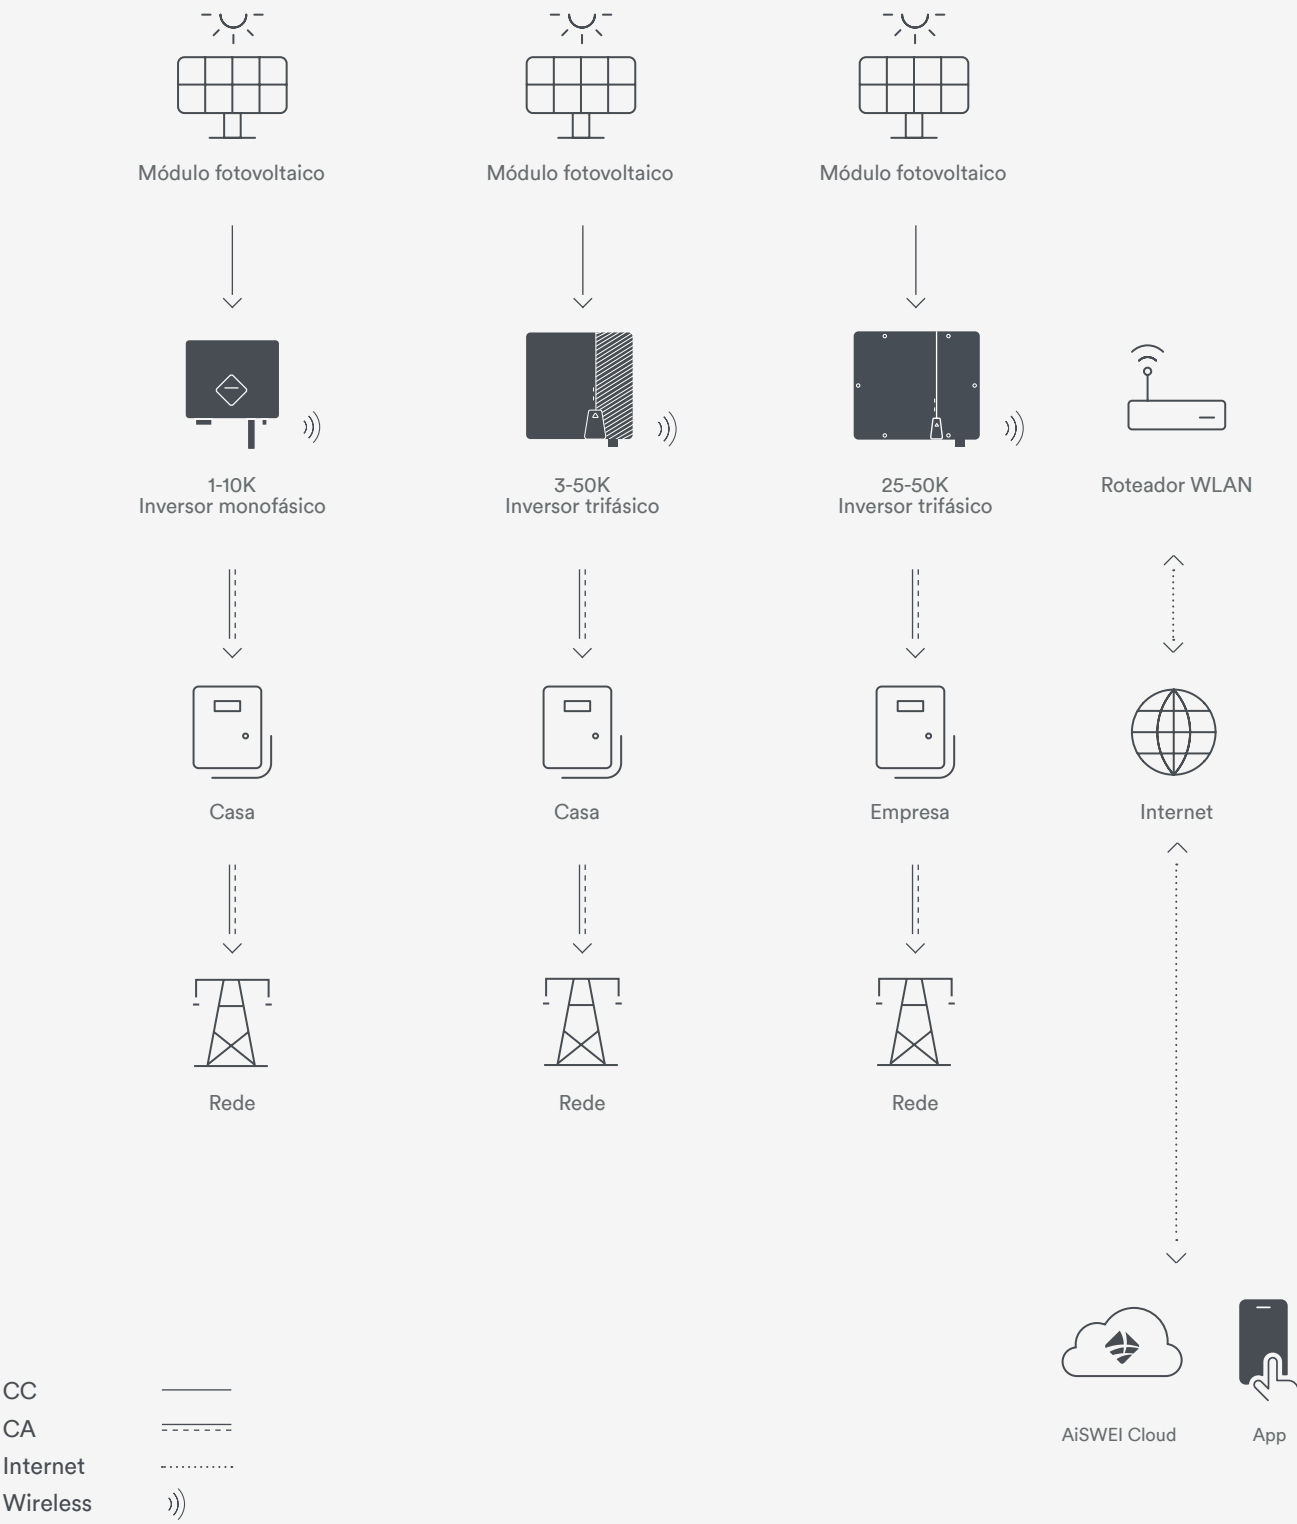 Módulo fotovoltaico
Módulo fotovoltaico
Módulo fotovoltaico
1-10K
Inversor monofásico
3-50K
Inversor trifásico
25-50K
Inversor trifásico
Roteador WLAN
Casa
Casa
Empresa
Internet
Rede
Rede
Rede
AiSWEI Cloud
App
CC
CA
Internet
Wireless